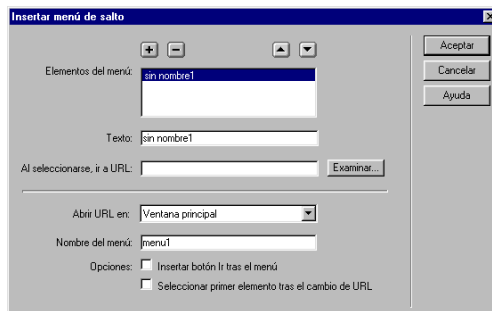 Insertar menú de salto
Aceptar
Cancelar
Ayuda
Elementos del menú:
sin nombre1
Texto: sin nombre1
Al seleccionarse, ir a URL: Examinar...
Abrir URL en: Ventana principal
Nombre del menú: menu1
Opciones: Insertar botón Ir tras el menú
Seleccionar primer elemento tras el cambio de URL